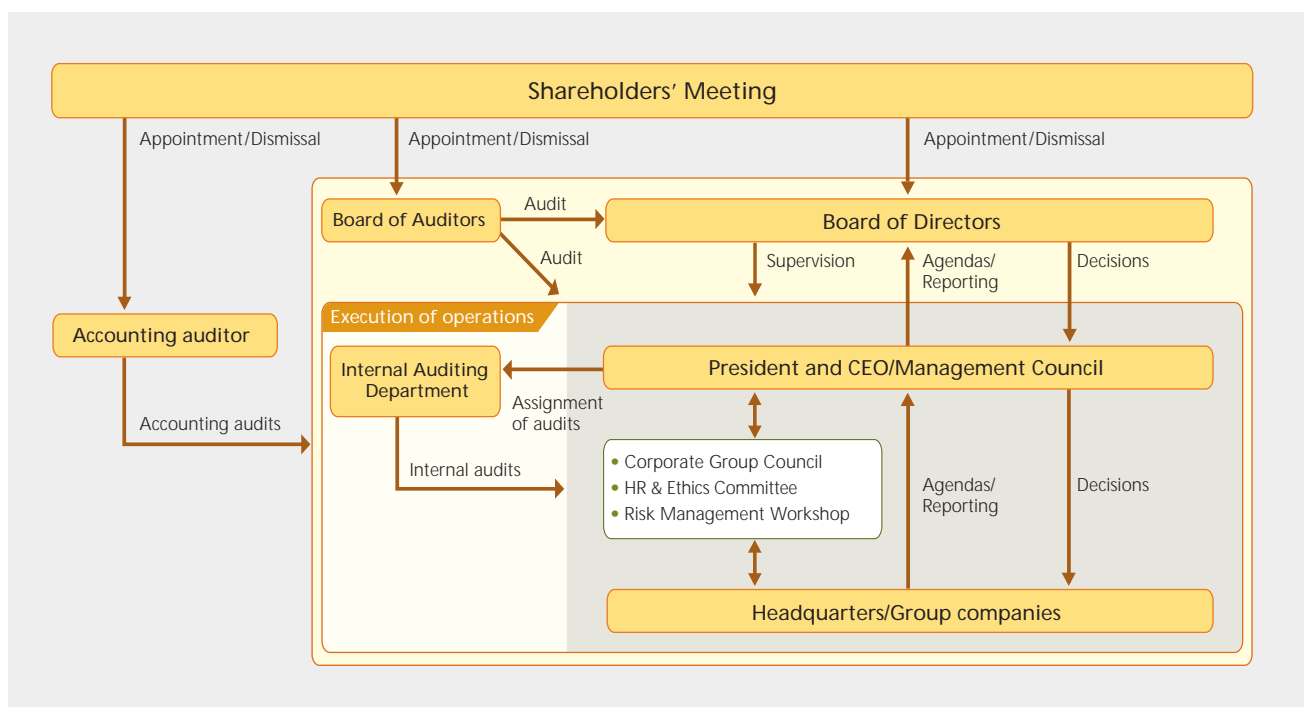 Shareholders’ Meeting
Appointment/Dismissal
Appointment/Dismissal
Appointment/Dismissal
Board of Auditors
Audit
Board of Directors
Audit
Supervision
Agendas/
Reporting
Decisions
Execution of operations
Accounting auditor
Internal Auditing
Department
President and CEO/Management Council
Assignment
of audits
Accounting audits
Internal audits
• Corporate Group Council
• HR & Ethics Committee
• Risk Management Workshop
Agendas/
Reporting
Decisions
Headquarters/Group companies